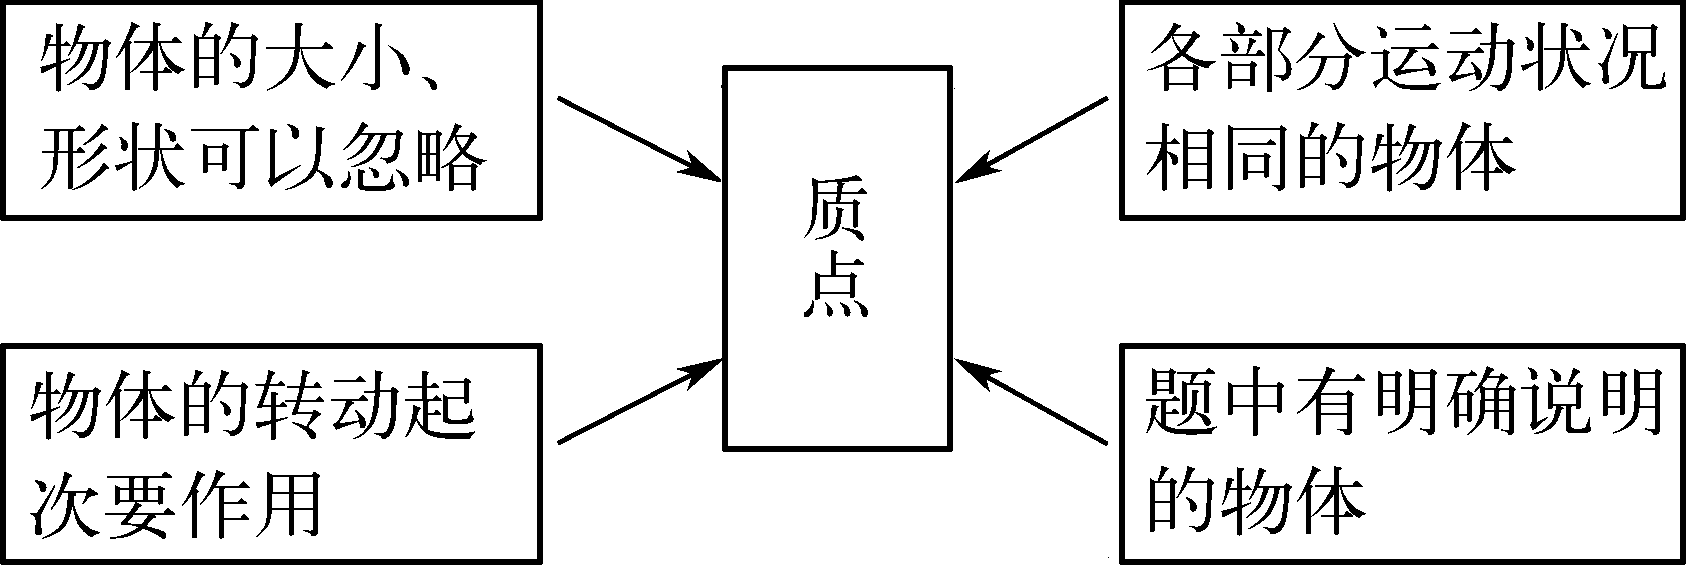 物体的大小、
形状可以忽略
物体的转动起
次要作用
质
点
各部分运动状况
相同的物体
题中有明确说明
的物体